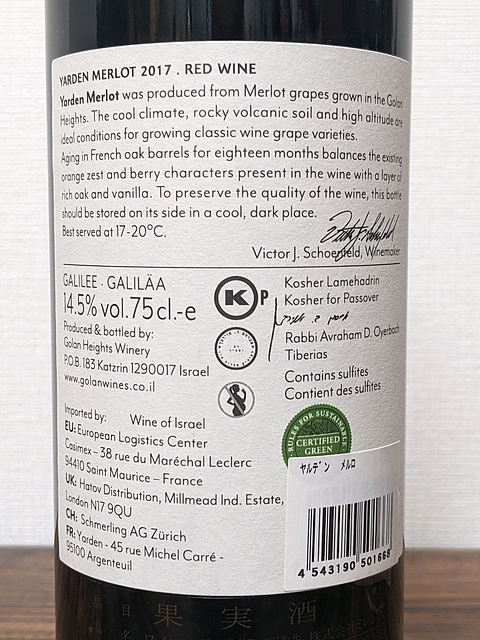 YARDEN MERLOT 2017 . RED WINE
Yarden Merlot was produced from Merlot grapes grown in the Golan
Heights. The cool climate, rocky volcanic soil and high altitude are
ideal conditions for growing classic wine grape varieties.
Aging in French oak barrels for eighteen months balances the existing
orange zest and berry characters present in the wine with a layer of
rich oak and vanilla. To preserve the quality of the wine, this bottle
should be stored on its side in a cool, dark place.
Best served at 17-20°C.
Victor J. Schoenfeld, Winemaker
GALILEE · GALILÄA
14.5% vol. 75cl. - e
Produced & bottled by:
Golan Heights Winery
P.O.B. 183 Katzrin 1290017 Israel
www.golanwines.co.il
K P
Kosher Lamehadrin
Kosher for Passover
Rabbi Avraham D. Oyerbach
Tiberias
Contains sulfites
Contient des sulfites
Imported by: Wine of Israel
EU: European Logistics Center
Casimex – 38 rue du Maréchal Leclerc
94410 Saint Maurice – France
UK: Hatov Distribution, Millmead Ind. Estate,
London N17 9QU
CH: Schmerling AG Zürich
FR: Yarden - 45 rue Michel Carré -
95100 Argenteuil
RULES FOR SUSTAINABLE
CERTIFIED
GREEN
ヤルデン メルロ
4 543190 501668
果 実 酒